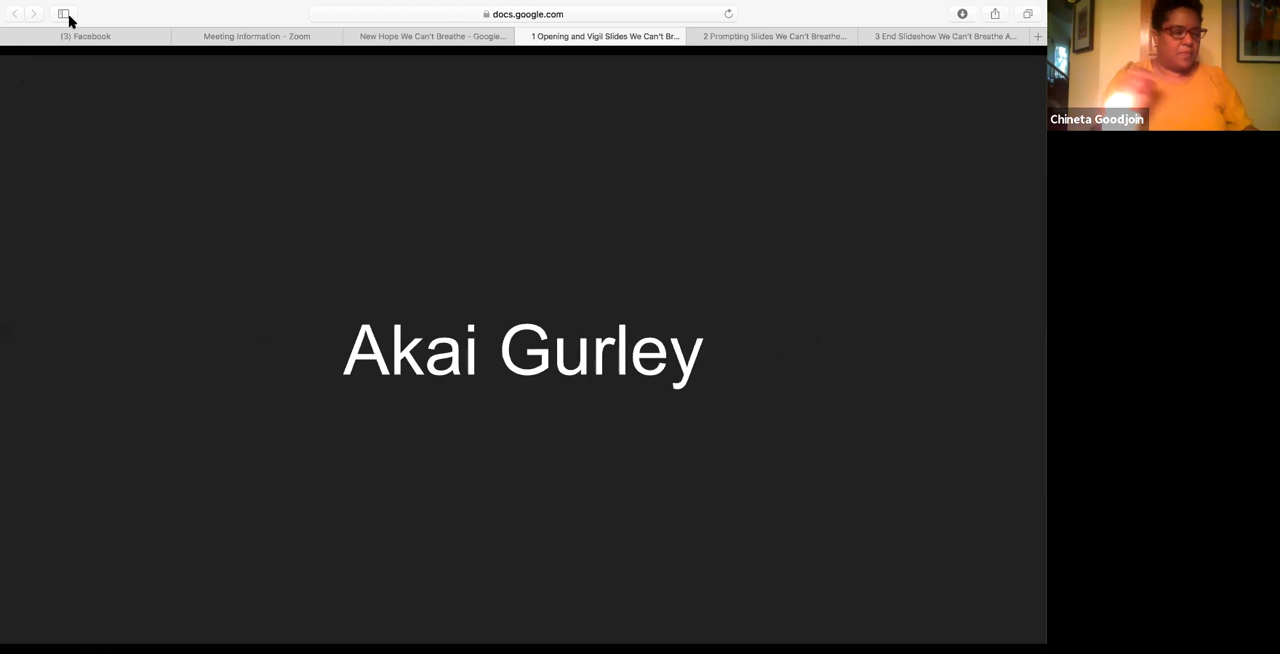 docs.google.com
(3) Facebook
Meeting Information - Zoom
New Hope We Can't Breathe - Google...
1 Opening and Vigil Slides We Can't Br...
2 Prompting Slides We Can't Breathe...
3 End Slideshow We Can't Breathe A...
Chineta Goodjoin
Akai Gurley